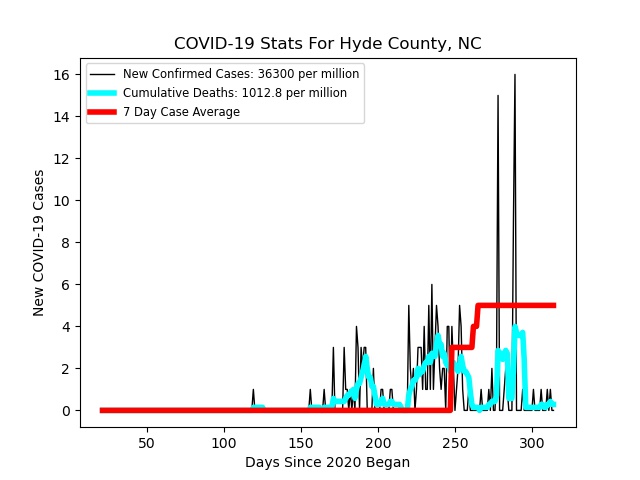 COVID-19 Stats For Hyde County, NC
New Confirmed Cases: 36300 per million
Cumulative Deaths: 1012.8 per million
7 Day Case Average
16
14
12
10
8
6
4
2
0
New COVID-19 Cases
50 100 150 200 250 300
Days Since 2020 Began